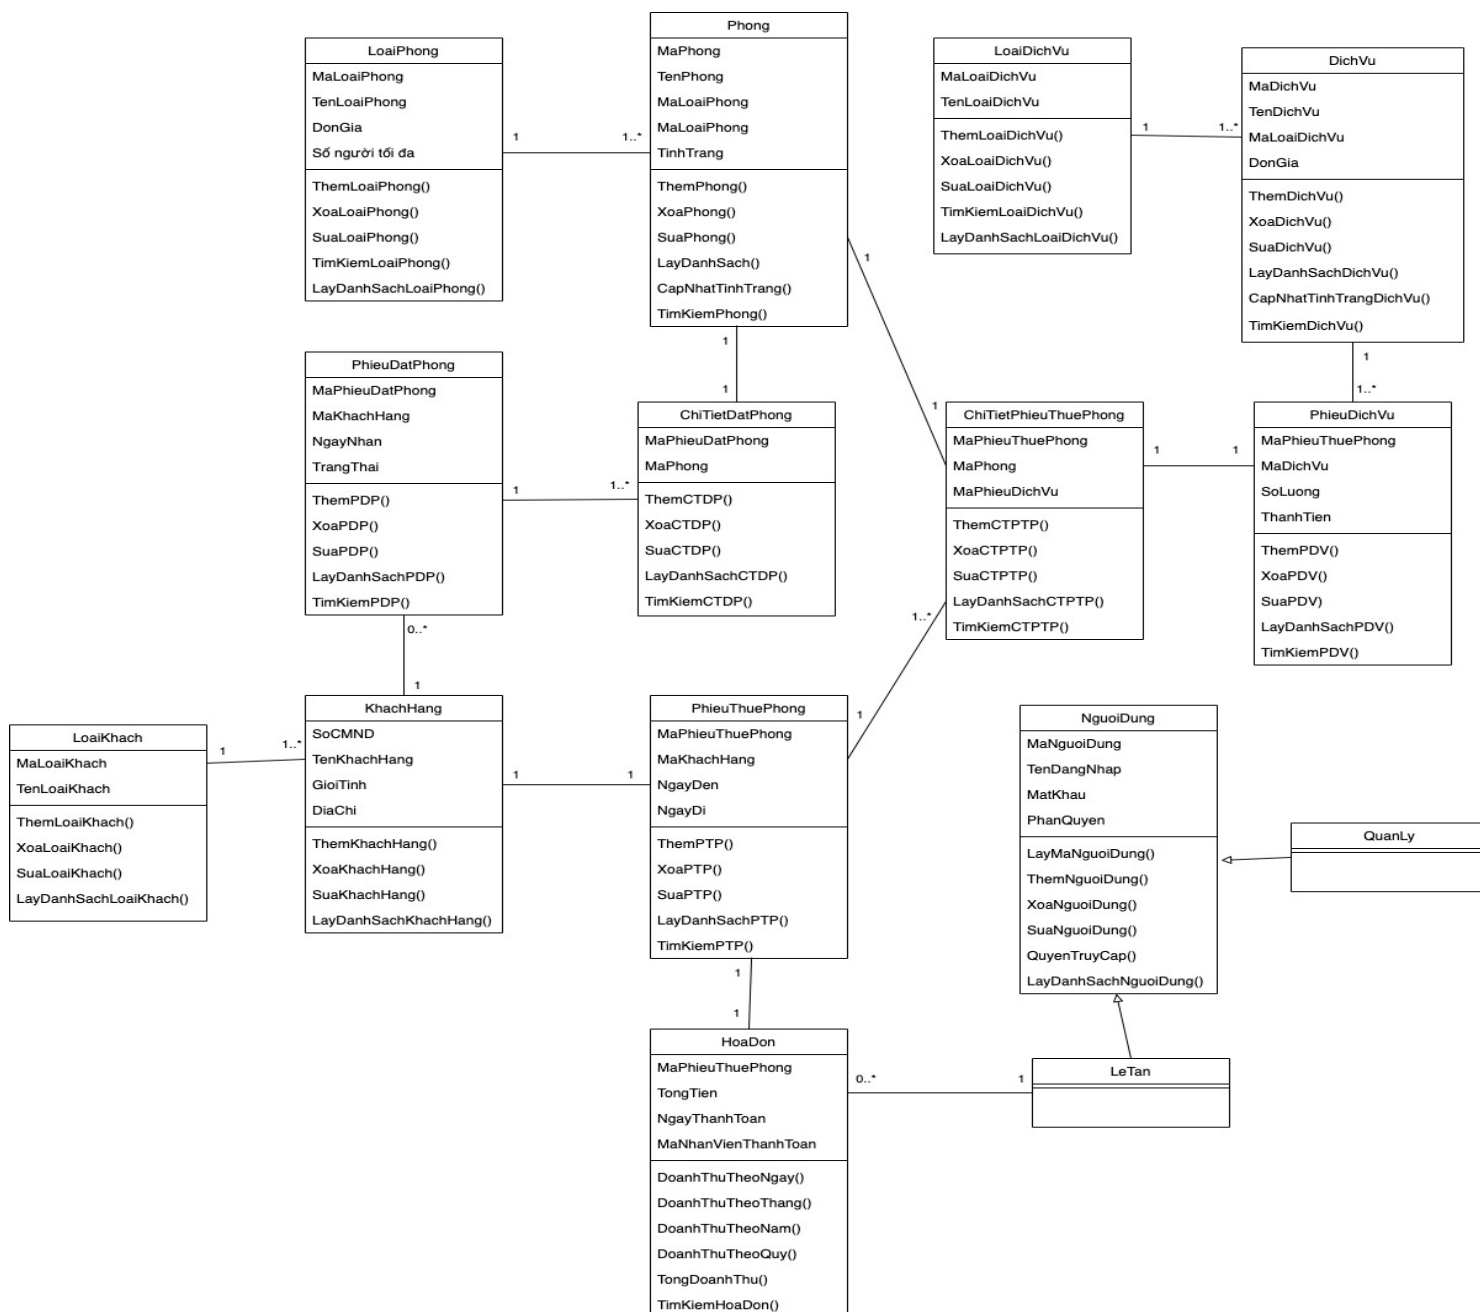 LoaiPhong
MaLoaiPhong
TenLoaiPhong
DonGia
Số người tối đa
ThemLoaiPhong()
XoaLoaiPhong()
SuaLoaiPhong()
TimKiemLoaiPhong()
LayDanhSachLoaiPhong()
1
1..*
Phong
MaPhong
TenPhong
MaLoaiPhong
MaLoaiPhong
TinhTrang
ThemPhong()
XoaPhong()
SuaPhong()
LayDanhSach()
CapNhatTinhTrang()
TimKiemPhong()
1
1
1
1
LoaiDichVu
MaLoaiDichVu
TenLoaiDichVu
ThemLoaiDichVu()
XoaLoaiDichVu()
SuaLoaiDichVu()
TimKiemLoaiDichVu()
LayDanhSachLoaiDichVu()
1
1..*
DichVu
MaDichVu
TenDichVu
MaLoaiDichVu
DonGia
ThemDichVu()
XoaDichVu()
SuaDichVu()
LayDanhSachDichVu()
CapNhatTinhTrangDichVu()
TimKiemDichVu()
1
1..*
PhieuDatPhong
MaPhieuDatPhong
MaKhachHang
NgayNhan
TrangThai
ThemPDP()
XoaPDP()
SuaPDP()
LayDanhSachPDP()
TimKiemPDP()
1
1..*
0..*
1
ChiTietDatPhong
MaPhieuDatPhong
MaPhong
ThemCTDP()
XoaCTDP()
SuaCTDP()
LayDanhSachCTDP()
TimKiemCTDP()
ChiTietPhieuThuePhong
MaPhieuThuePhong
MaPhong
MaPhieuDichVu
ThemCTPTP()
XoaCTPTP()
SuaCTPTP()
LayDanhSachCTPTP()
TimKiemCTPTP()
1
1
1..*
1
PhieuDichVu
MaPhieuThuePhong
MaDichVu
SoLuong
ThanhTien
ThemPDV()
XoaPDV()
SuaPDV)
LayDanhSachPDV()
TimKiemPDV()
LoaiKhach
MaLoaiKhach
TenLoaiKhach
ThemLoaiKhach()
XoaLoaiKhach()
SuaLoaiKhach()
LayDanhSachLoaiKhach()
1
1..*
KhachHang
SoCMND
TenKhachHang
GioiTinh
DiaChi
ThemKhachHang()
XoaKhachHang()
SuaKhachHang()
LayDanhSachKhachHang()
1
1
PhieuThuePhong
MaPhieuThuePhong
MaKhachHang
NgayDen
NgayDi
ThemPTP()
XoaPTP()
SuaPTP()
LayDanhSachPTP()
TimKiemPTP()
1
1
NguoiDung
MaNguoiDung
TenDangNhap
MatKhau
PhanQuyen
LayMaNguoiDung()
ThemNguoiDung()
XoaNguoiDung()
SuaNguoiDung()
QuyenTruyCap()
LayDanhSachNguoiDung()
QuanLy
HoaDon
MaPhieuThuePhong
TongTien
NgayThanhToan
MaNhanVienThanhToan
DoanhThuTheoNgay()
DoanhThuTheoThang()
DoanhThuTheoNam()
DoanhThuTheoQuy()
TongDoanhThu()
TimKiemHoaDon()
0..*
1
LeTan